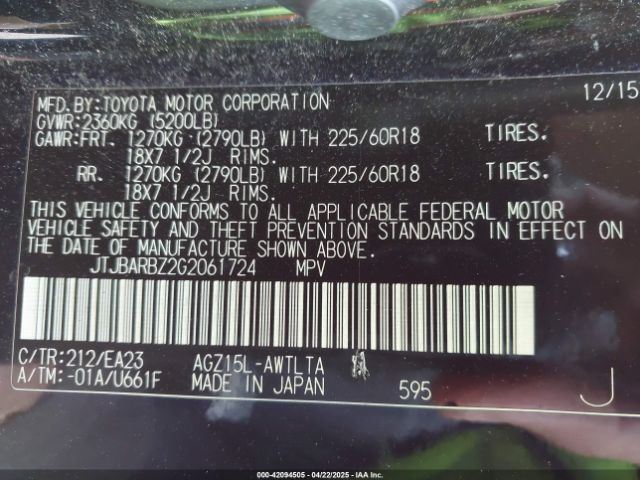 MFD.BY:TOYOTA MOTOR CORPORATION 12/15
GVWR:2360KG (5200LB)
GAWR:FRT. 1270KG (2790LB) WITH 225/60R18 TIRES.
18X7 1/2J RIMS.
RR. 1270KG (2790LB) WITH 225/60R18 TIRES.
18X7 1/2J RIMS.
THIS VEHICLE CONFORMS TO ALL APPLICABLE FEDERAL MOTOR
VEHICLE SAFETY AND THEFT PREVENTION STANDARDS IN EFFECT ON
THE DATE OF MANUFACTURE SHOWN ABOVE.
JTJBARBZ2G2061724 MPV
C/TR:212/EA23 AGZ15L-AWTLTA
A/TM:-01A/U661F MADE IN JAPAN 595 J
000-42094505 - 04/22/2025 - IAA Inc.